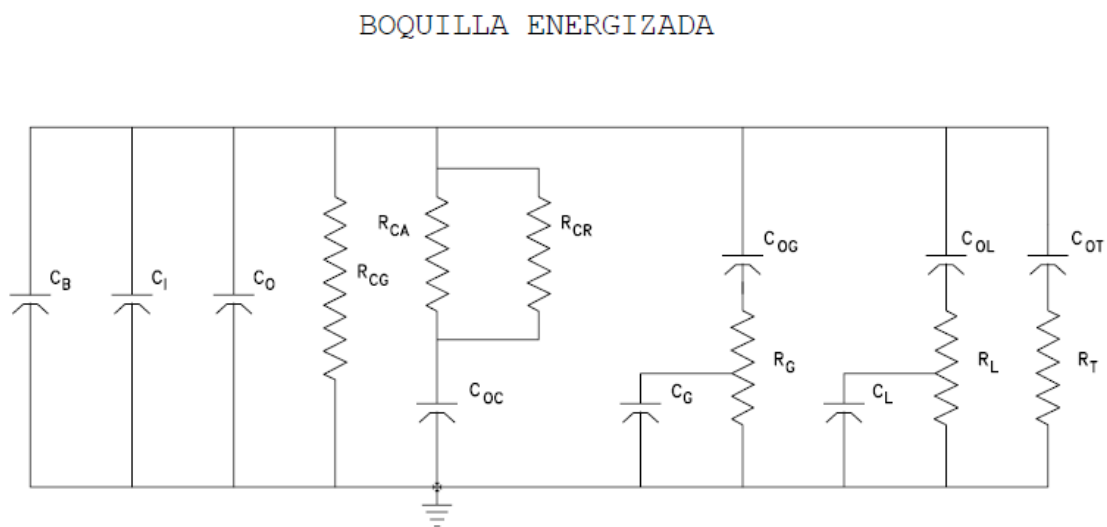 BOQUILLA ENERGIZADA
R_CA
R_CR
C_OG
C_OL
C_OT
C_B
C_I
C_O
R_CG
R_G
R_L
R_T
C_OC
C_G
C_L